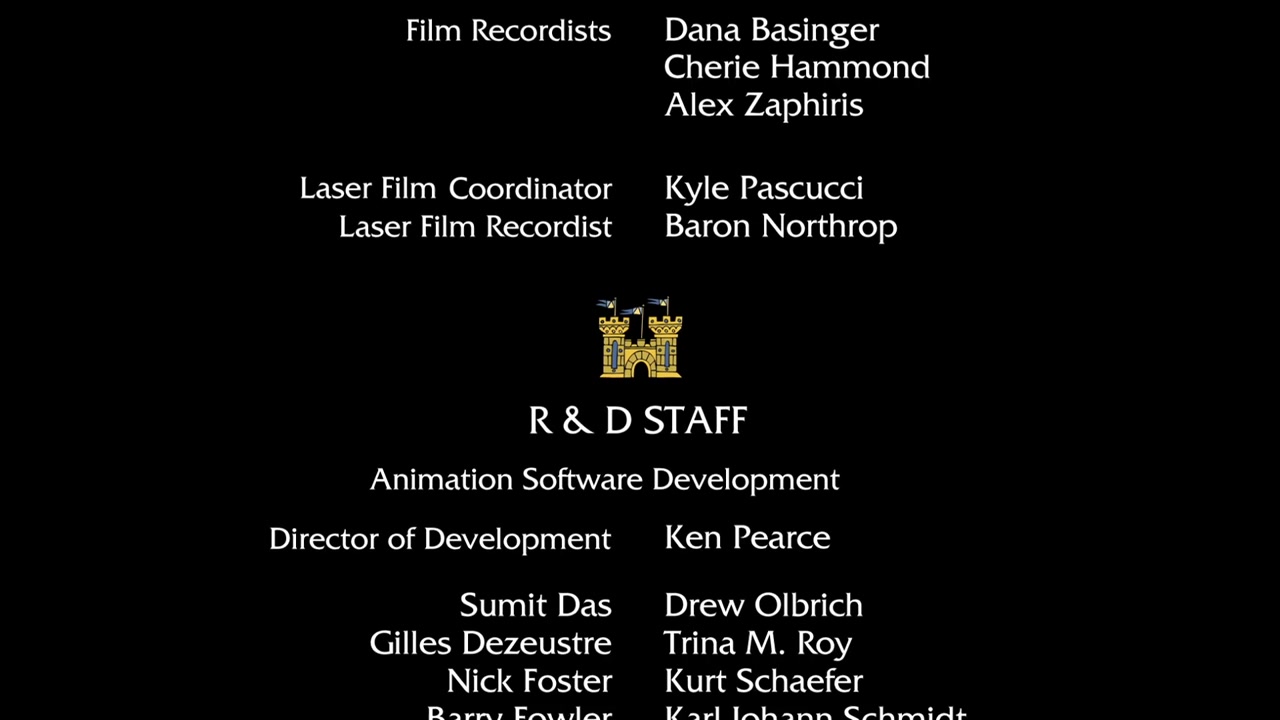 Film Recordists Dana Basinger
Cherie Hammond
Alex Zaphiris
Laser Film Coordinator Kyle Pascucci
Laser Film Recordist Baron Northrop
R & D STAFF
Animation Software Development
Director of Development Ken Pearce
Sumit Das Drew Olbrich
Gilles Dezeustre Trina M. Roy
Nick Foster Kurt Schaefer
Barry Fowler Karl Johann Schmidt